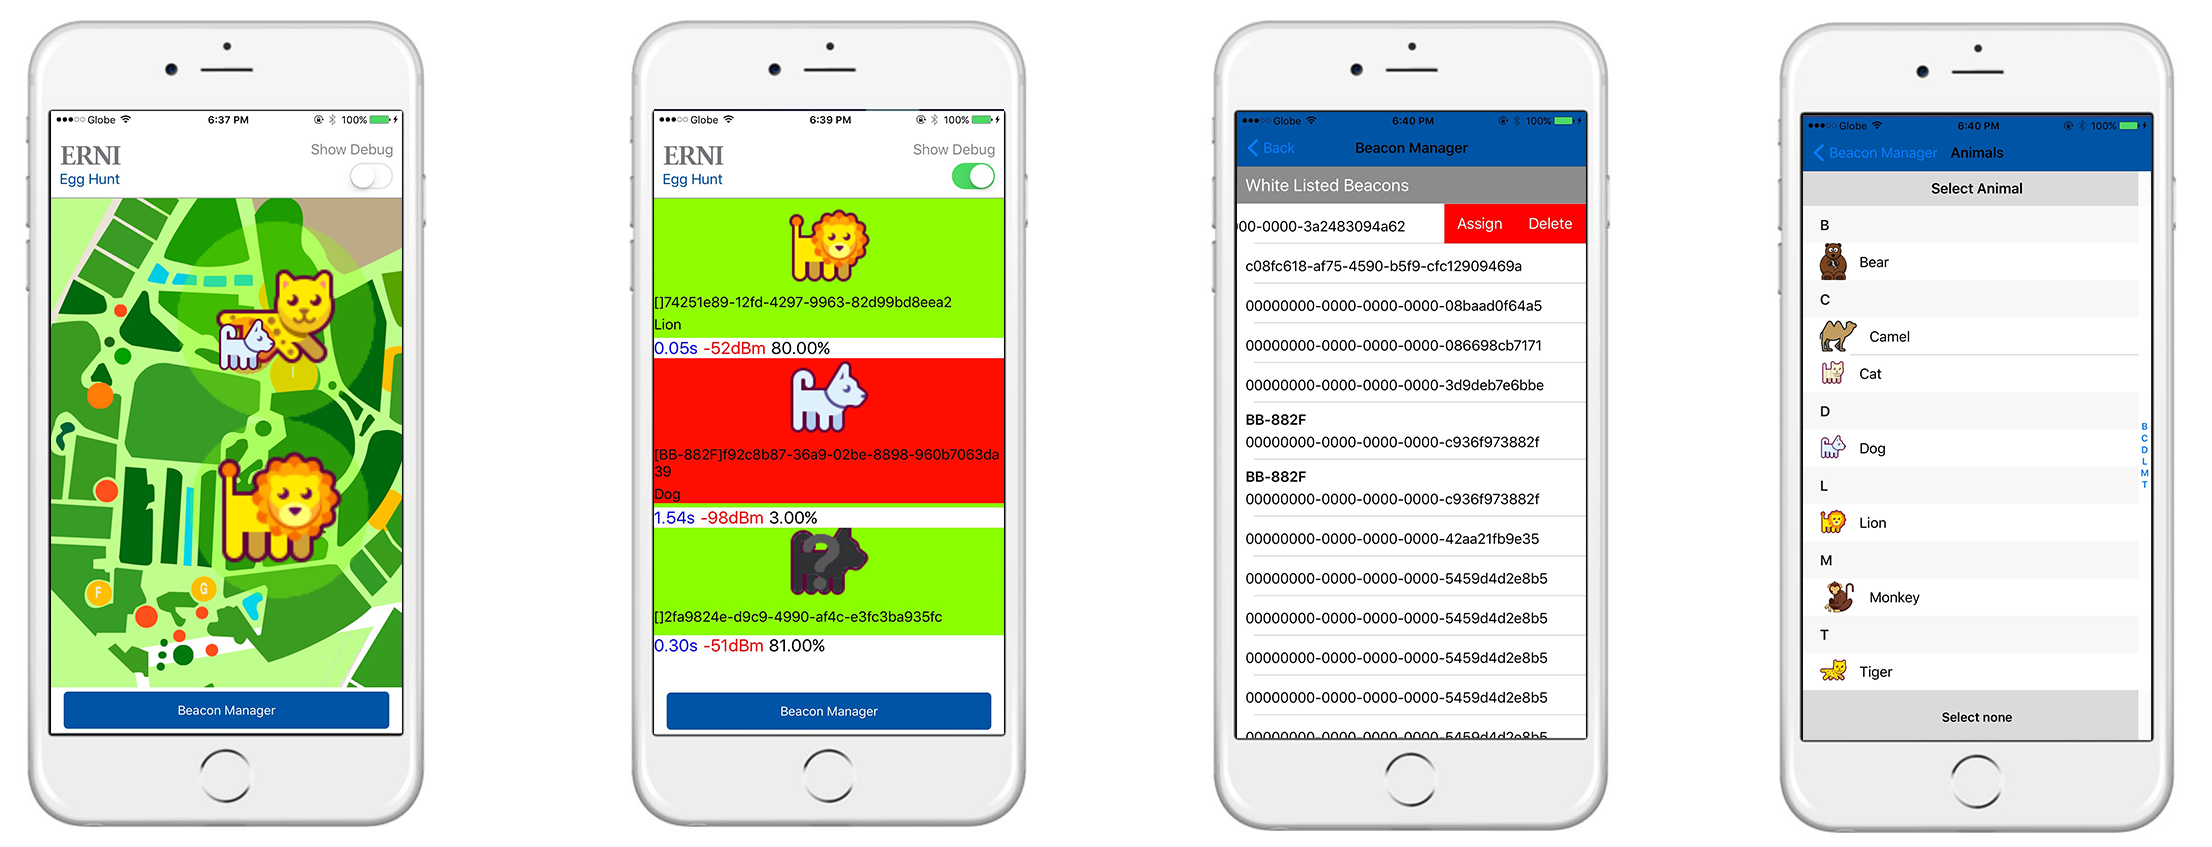 Globe
6:37 PM
100%
ERNI
Show Debug
Egg Hunt
F
G
Beacon Manager
Globe
6:39 PM
100%
ERNI
Show Debug
Egg Hunt
[]74251e89-12fd-4297-9963-82d99bd8eea2
Lion
0.05s -52dBm 80.00%
[BB-882F]f92c8b87-36a9-02be-8898-960b7063da
39
Dog
1.54s -98dBm 3.00%
?
[]2fa9824e-d9c9-4990-af4c-e3fc3ba935fc
0.30s -51dBm 81.00%
Beacon Manager
Globe
6:40 PM
100%
Back
Beacon Manager
White Listed Beacons
00-0000-3a2483094a62
Assign
Delete
c08fc618-af75-4590-b5f9-cfc12909469a
00000000-0000-0000-0000-08baad0f64a5
00000000-0000-0000-0000-086698cb7171
00000000-0000-0000-0000-3d9deb7e6bbe
BB-882F
00000000-0000-0000-0000-c936f973882f
BB-882F
00000000-0000-0000-0000-c936f973882f
00000000-0000-0000-0000-42aa21fb9e35
00000000-0000-0000-0000-5459d4d2e8b5
00000000-0000-0000-0000-5459d4d2e8b5
00000000-0000-0000-0000-5459d4d2e8b5
00000000-0000-0000-0000-5459d4d2e8b5
00000000-0000-0000-0000-5459d4d2e8b5
Globe
6:40 PM
100%
Beacon Manager
Animals
Select Animal
B
Bear
C
Camel
Cat
D
Dog
L
Lion
M
Monkey
T
Tiger
Select none
B
C
D
L
M
T